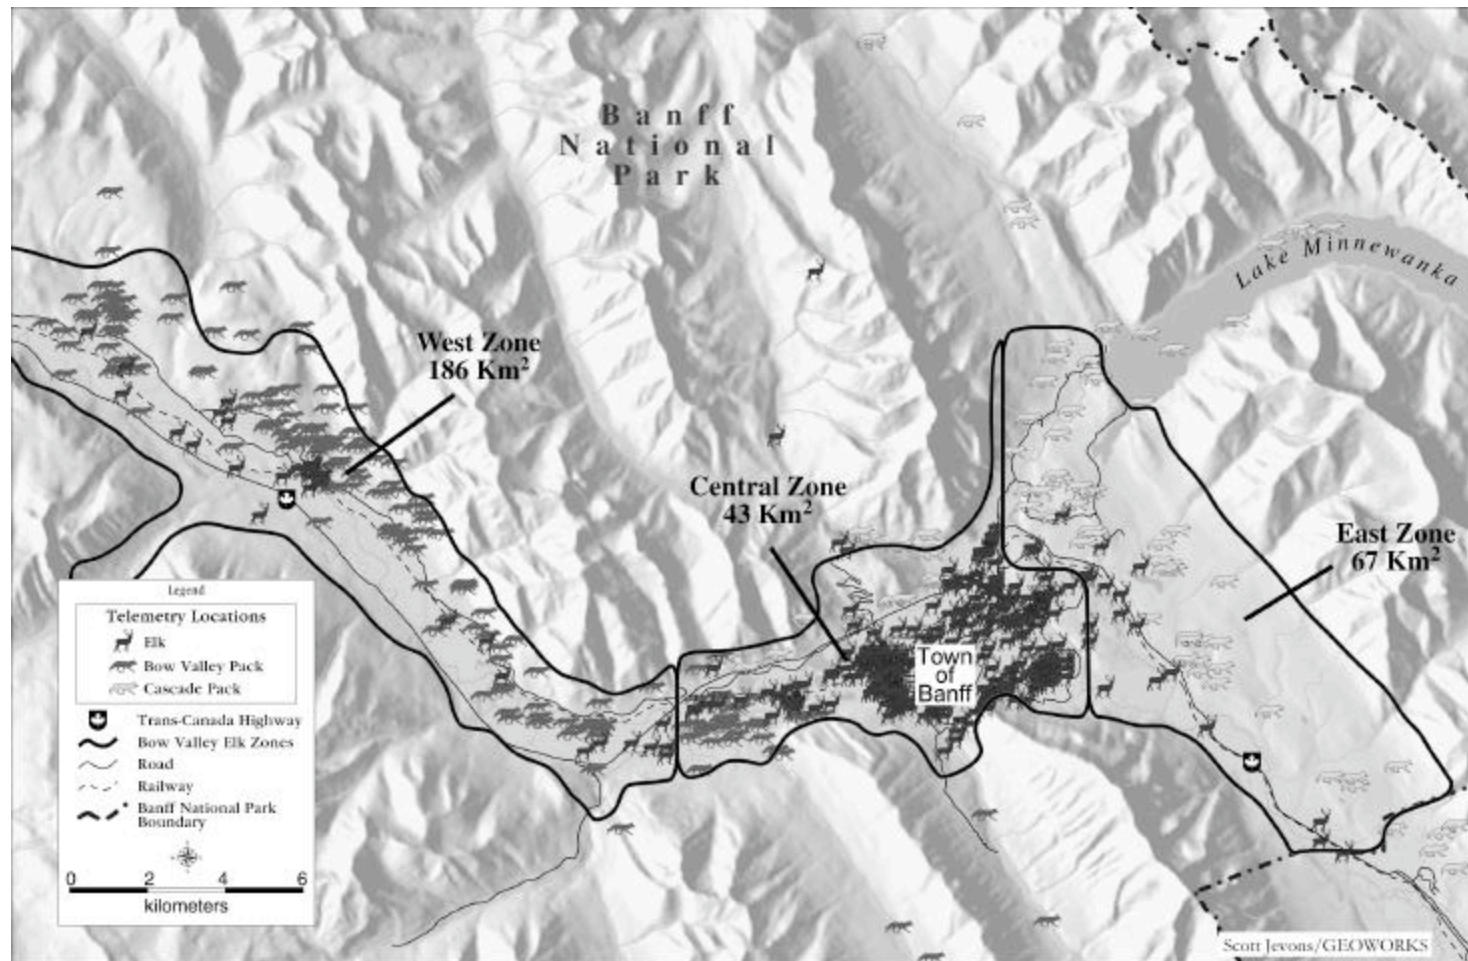 Banff
National
Park
Lake Minnewanka
West Zone
186 Km²
Central Zone
43 Km²
East Zone
67 Km²
Town
of
Banff
Legend
Telemetry Locations
Elk
Bow Valley Pack
Cascade Pack
Trans-Canada Highway
Bow Valley Elk Zones
Road
Railway
Banff National Park
Boundary
0 2 4 6
kilometers
Scott Jevons/GEOWORKS